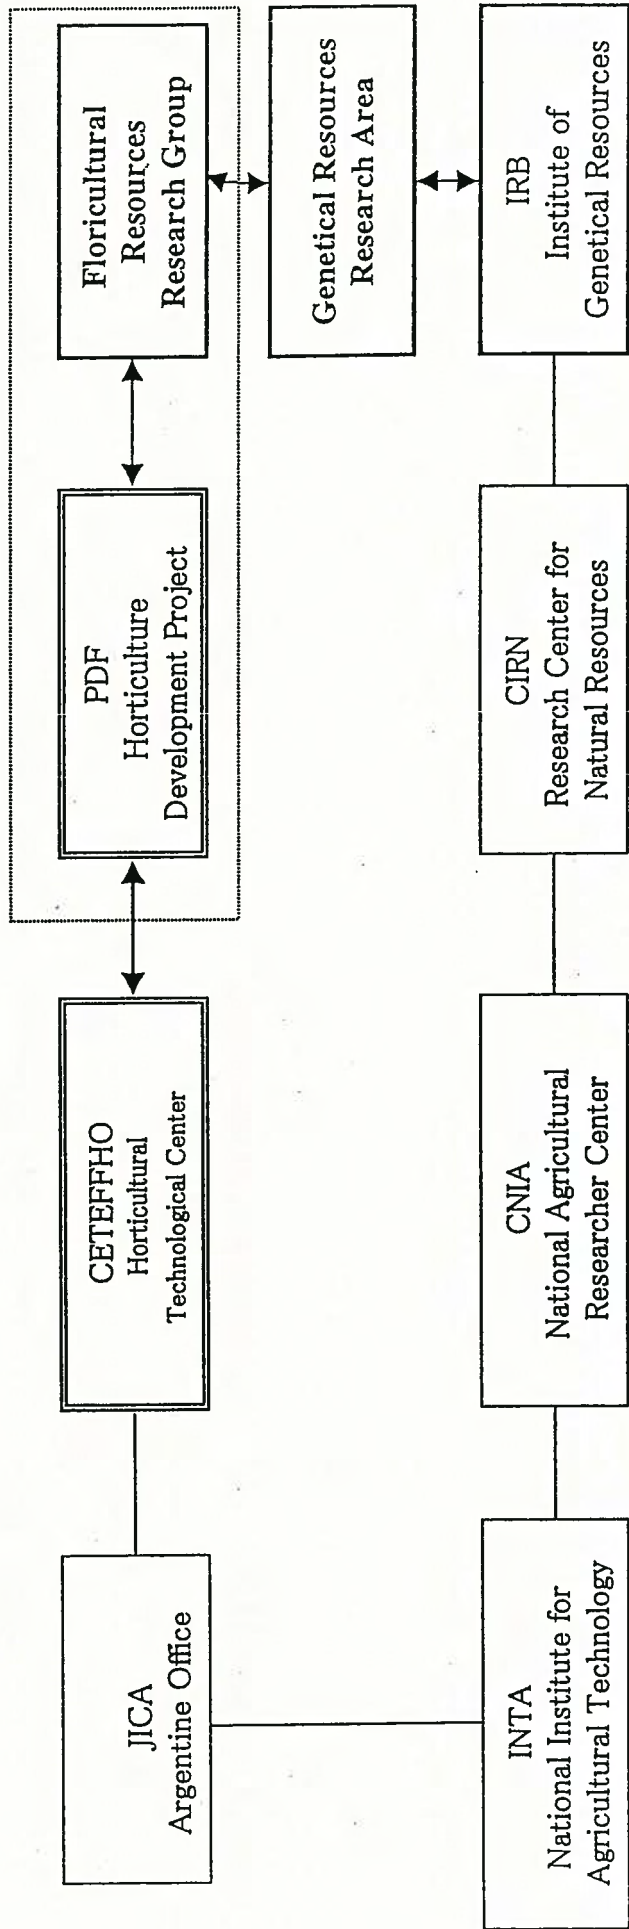 JICA
Argentine Office
CETEFFHO
Horticultural
Technological Center
PDF
Horticulture
Development Project
Floricultural
Resources
Research Group
Genetical Resources
Research Area
INTA
National Institute for
Agricultural Technology
CNIA
National Agricultural
Researcher Center
CIRN
Research Center for
Natural Resources
IRB
Institute of
Genetical Resources